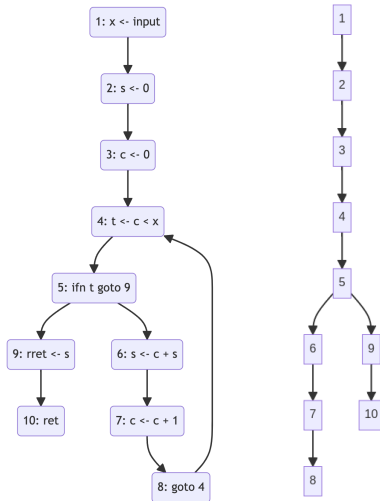 1: x <- input
2: s <- 0
3: c <- 0
4: t <- c < x
5: ifn t goto 9
9: rret <- s
6: s <- c + s
10: ret
7: c <- c + 1
8: goto 4
1
2
3
4
5
6
9
7
10
8